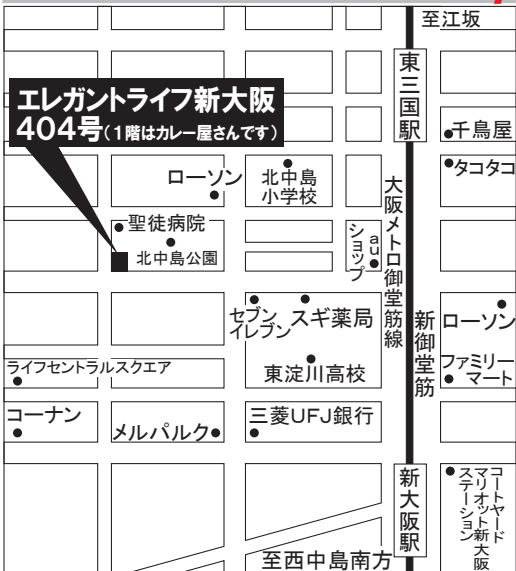 至江坂
東三国駅
エレガントライフ新大阪
404号(1階はカレー屋さんです)
千鳥屋
タコタコ
ローソン
北中島
小学校
大阪メトロ御堂筋線
聖徒病院
北中島公園
au
ショップ
セブン
イレブン
スギ薬局
新御堂筋
ローソン
ライフセントラルスクエア
東淀川高校
ファミリー
マート
コーナン
メルパルク
三菱UFJ銀行
新大阪駅
コートヤード
マリオット新大阪
ステーション
至西中島南方